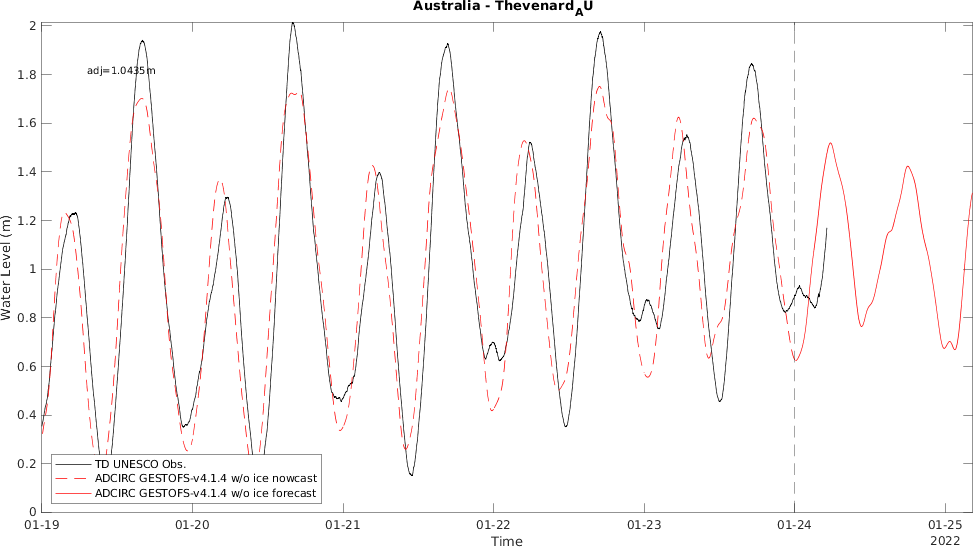 Australia - Thevenard_AU
2
1.8
adj=1.0435m
1.6
1.4
1.2
Water Level (m)
1
0.8
0.6
0.4
0.2
TD UNESCO Obs.
ADCIRC GESTOFS-v4.1.4 w/o ice nowcast
ADCIRC GESTOFS-v4.1.4 w/o ice forecast
0
01-19 01-20 01-21 01-22 01-23 01-24 01-25
Time 2022